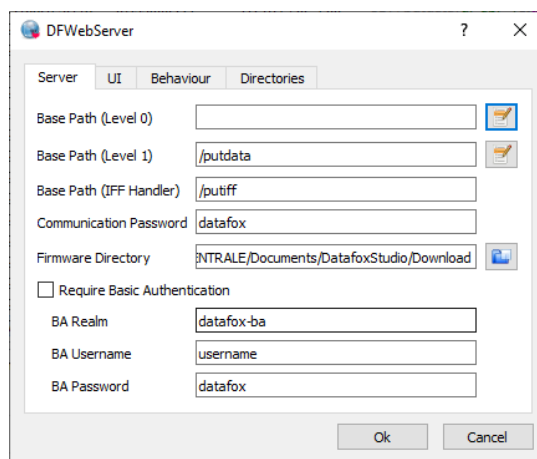 DFWebServer
Server UI Behaviour Directories
Base Path (Level 0)
Base Path (Level 1) /putdata
Base Path (IFF Handler) /putiff
Communication Password datafox
Firmware Directory ENTRALE/Documents/DatafoxStudio/Download
Require Basic Authentication
BA Realm datafox-ba
BA Username username
BA Password datafox
Ok Cancel